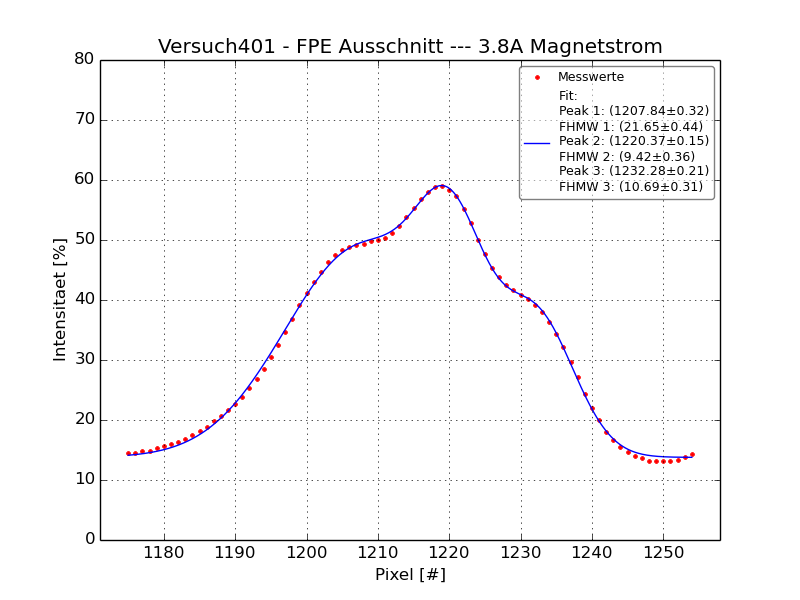 Versuch401 - FPE Ausschnitt --- 3.8A Magnetstrom
80
70
60
50
40
30
20
10
0
Intensitaet [%]
Messwerte
Fit:
Peak 1: (1207.84±0.32)
FHMW 1: (21.65±0.44)
Peak 2: (1220.37±0.15)
FHMW 2: (9.42±0.36)
Peak 3: (1232.28±0.21)
FHMW 3: (10.69±0.31)
1180 1190 1200 1210 1220 1230 1240 1250
Pixel [#]